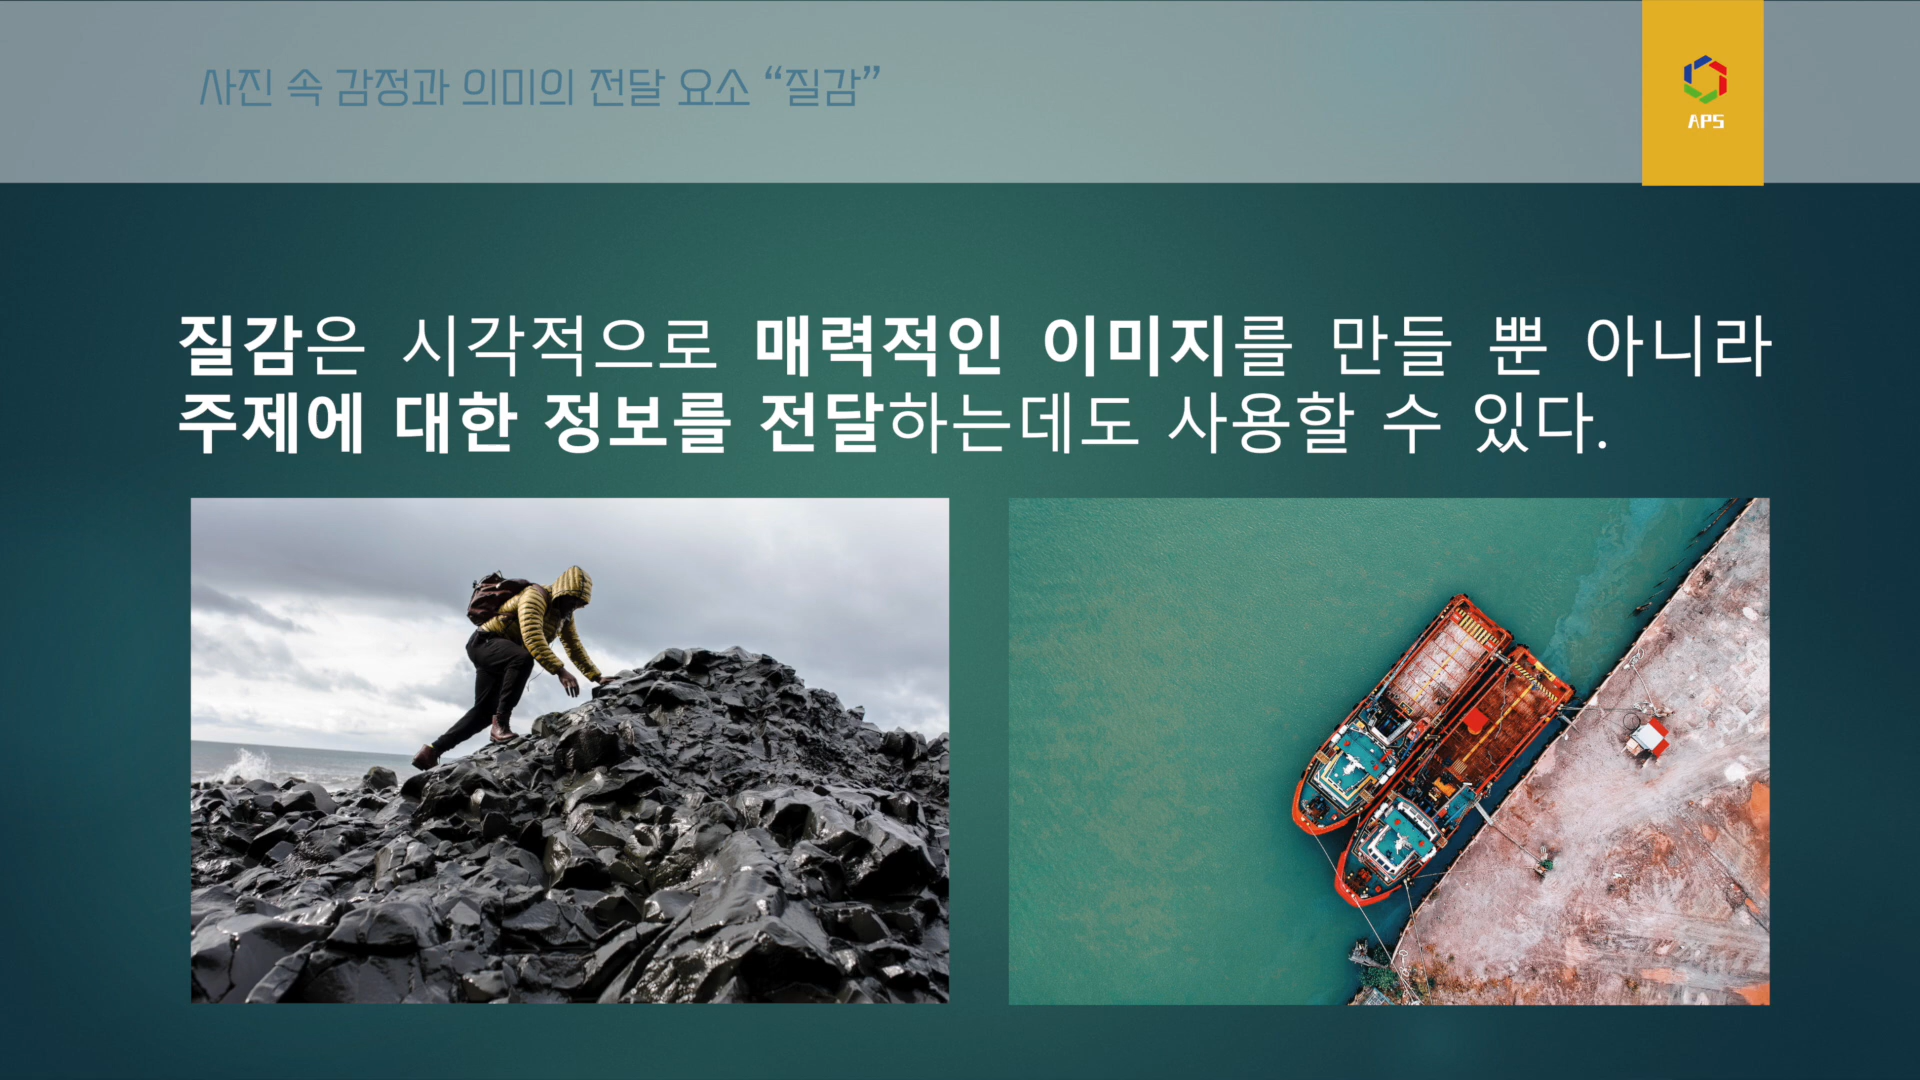 사진 속 감정과 의미의 전달 요소 “질감”
APS
질감은 시각적으로 매력적인 이미지를 만들 뿐 아니라
주제에 대한 정보를 전달하는데도 사용할 수 있다.